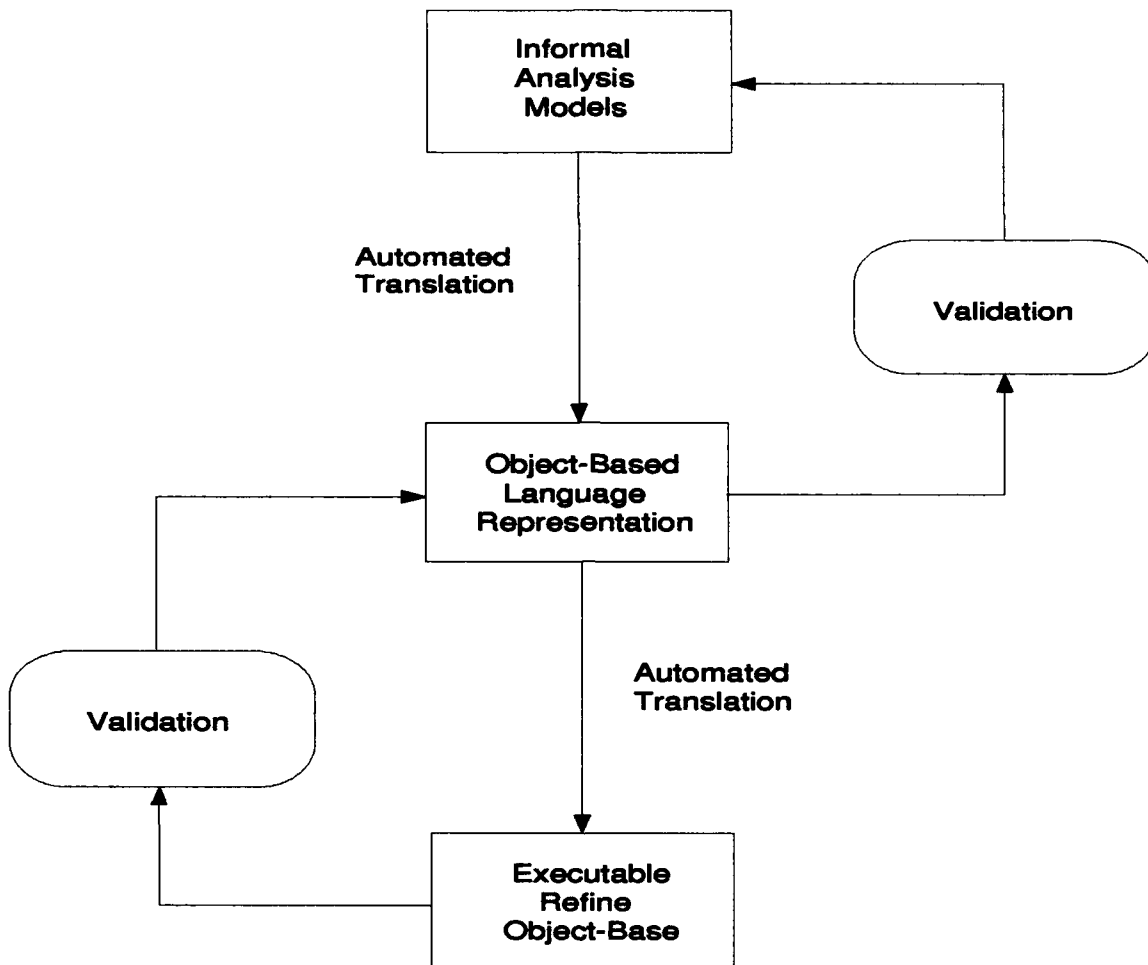 Informal
Analysis
Models
Automated
Translation
Validation
Object-Based
Language
Representation
Automated
Translation
Validation
Executable
Refine
Object-Base